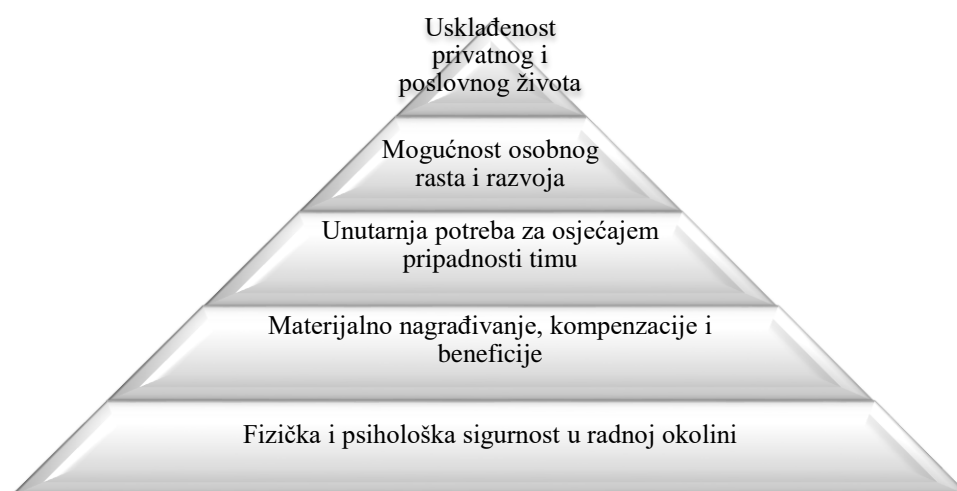 Usklađenost
privatnog i
poslovnog života
Mogućnost osobnog
rasta i razvoja
Unutarnja potreba za osjećajem
pripadnosti timu
Materijalno nagrađivanje, kompenzacije i
beneficije
Fizička i psihološka sigurnost u radnoj okolini